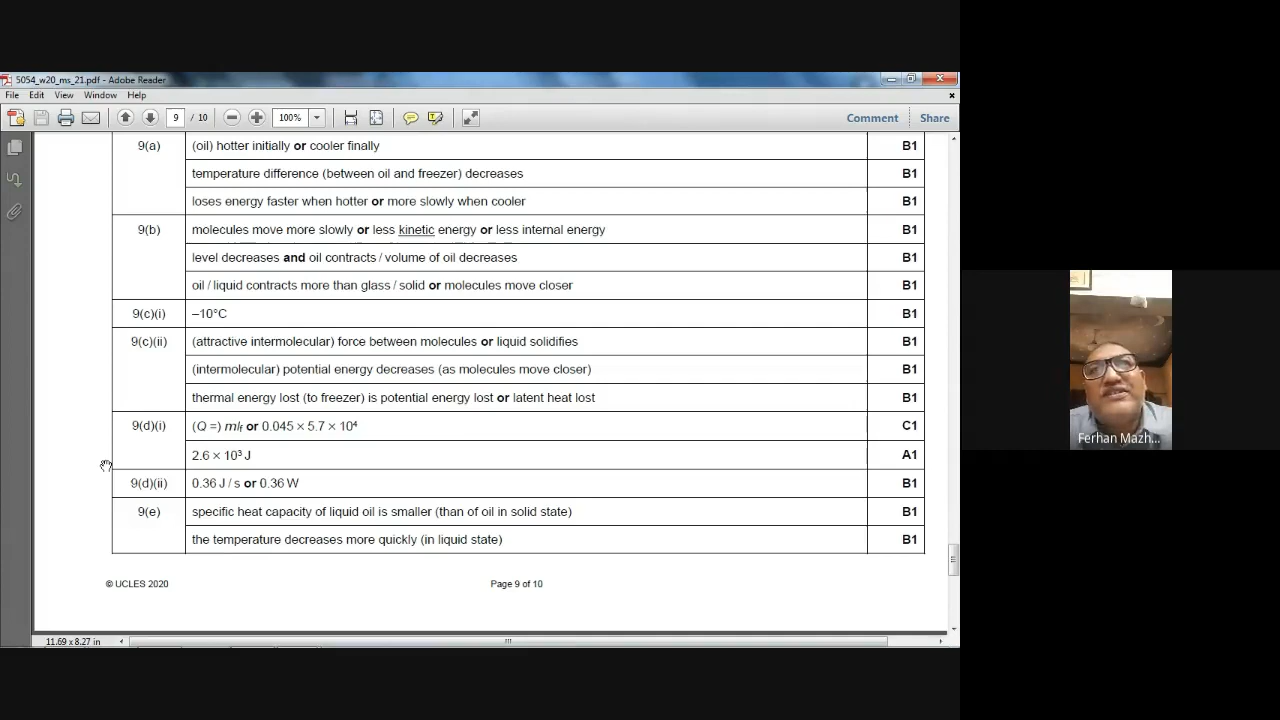 5054_w20_ms_21.pdf - Adobe Reader
File Edit View Window Help
9 / 10 100% Comment Share
9(a) (oil) hotter initially or cooler finally B1
temperature difference (between oil and freezer) decreases B1
loses energy faster when hotter or more slowly when cooler B1
9(b) molecules move more slowly or less kinetic energy or less internal energy B1
level decreases and oil contracts / volume of oil decreases B1
oil / liquid contracts more than glass / solid or molecules move closer B1
9(c)(i) –10°C B1
9(c)(ii) (attractive intermolecular) force between molecules or liquid solidifies B1
(intermolecular) potential energy decreases (as molecules move closer) B1
thermal energy lost (to freezer) is potential energy lost or latent heat lost B1
9(d)(i) (Q =) mlf or 0.045 × 5.7 × 10⁴ C1
2.6 × 10³ J A1
9(d)(ii) 0.36 J / s or 0.36 W B1
9(e) specific heat capacity of liquid oil is smaller (than of oil in solid state) B1
the temperature decreases more quickly (in liquid state) B1
© UCLES 2020 Page 9 of 10
11.69 x 8.27 in
Ferhan Mazh...